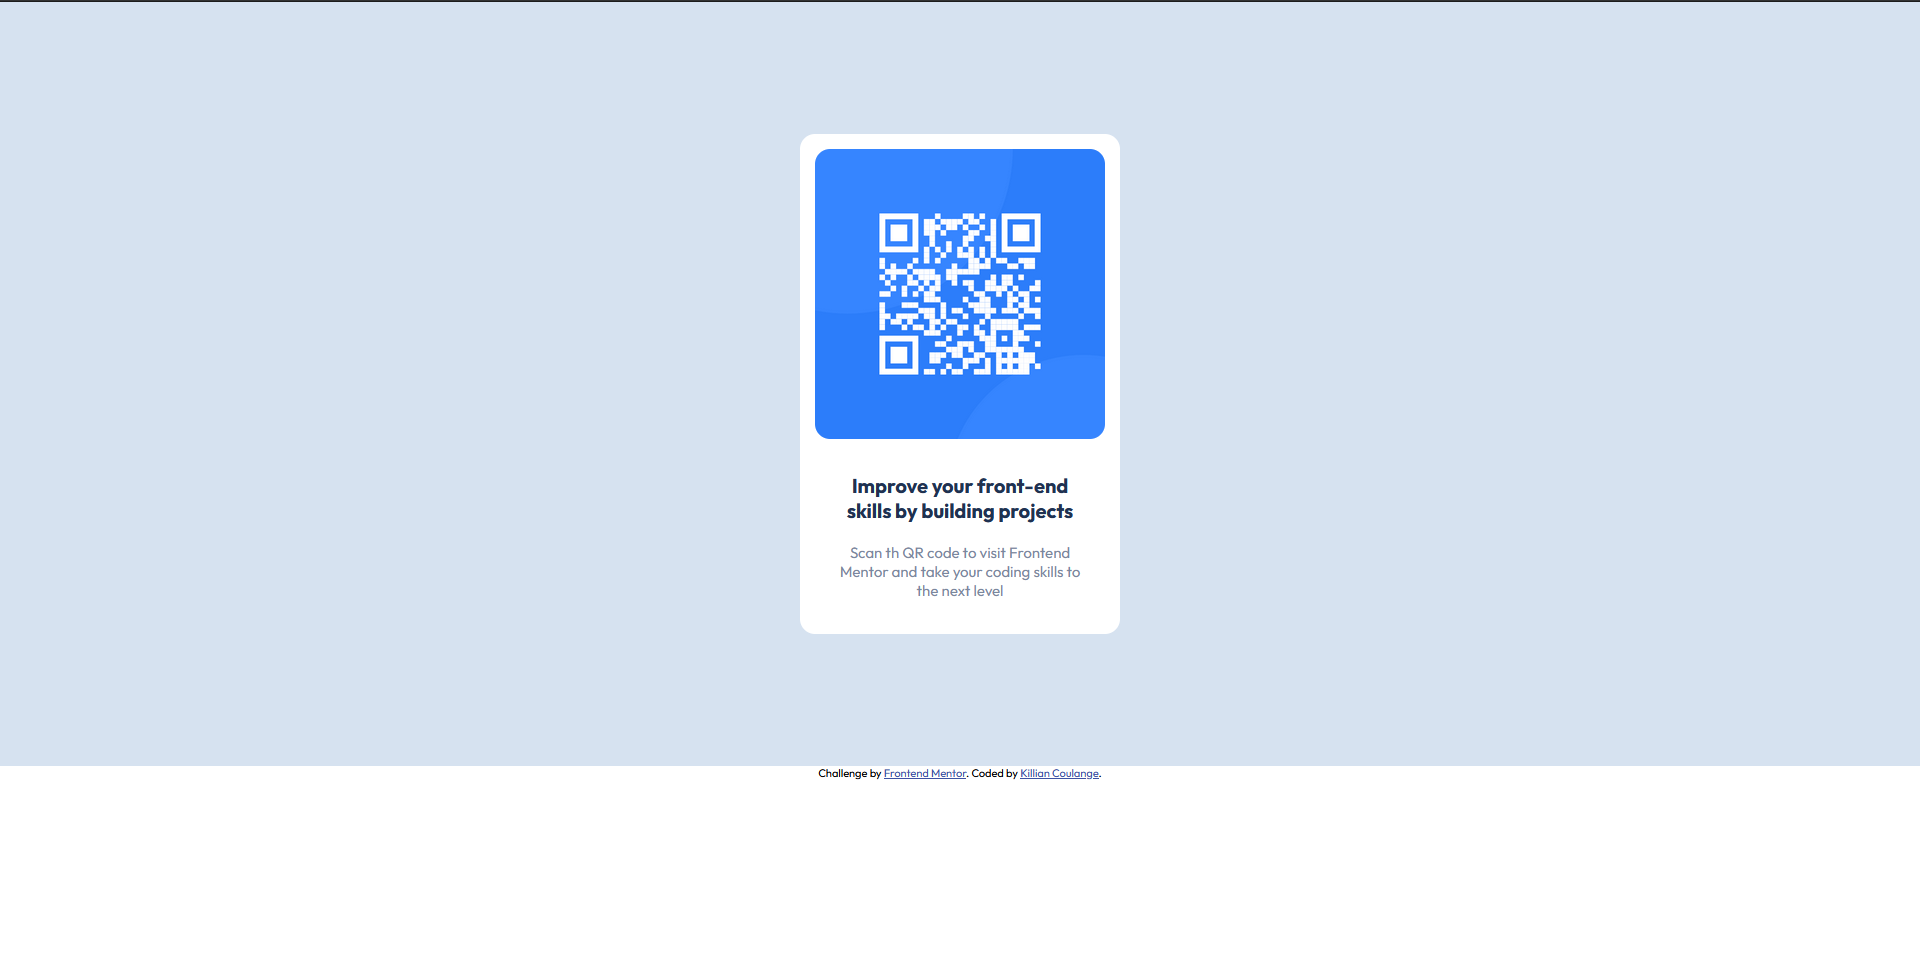 Improve your front-end
skills by building projects
Scan th QR code to visit Frontend
Mentor and take your coding skills to
the next level
Challenge by Frontend Mentor. Coded by Killian Coulange.